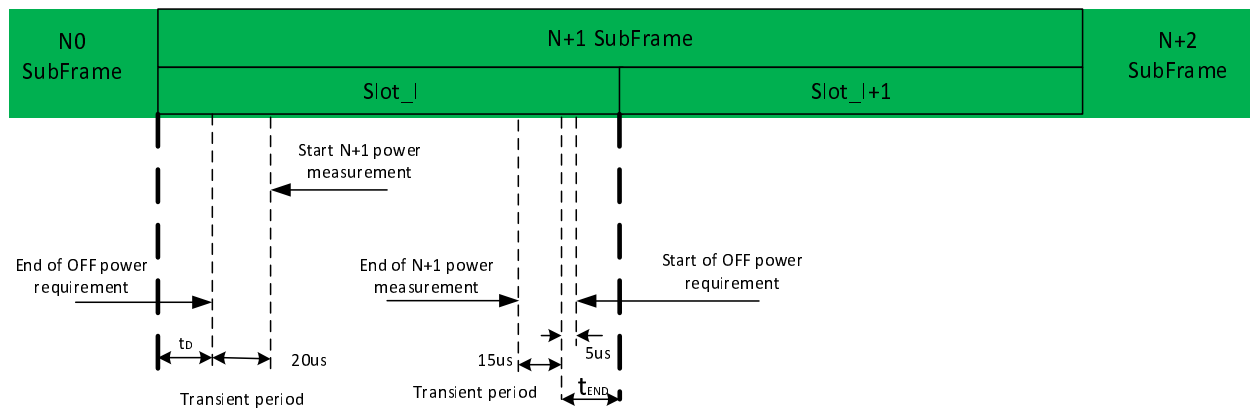 N0
SubFrame
N+1 SubFrame
N+2
SubFrame
Slot_I
Slot_I+1
Start N+1 power
measurement
End of OFF power
requirement
End of N+1 power
measurement
Start of OFF power
requirement
tD
20us
15us
5us
Transient period
Transient period
tEND